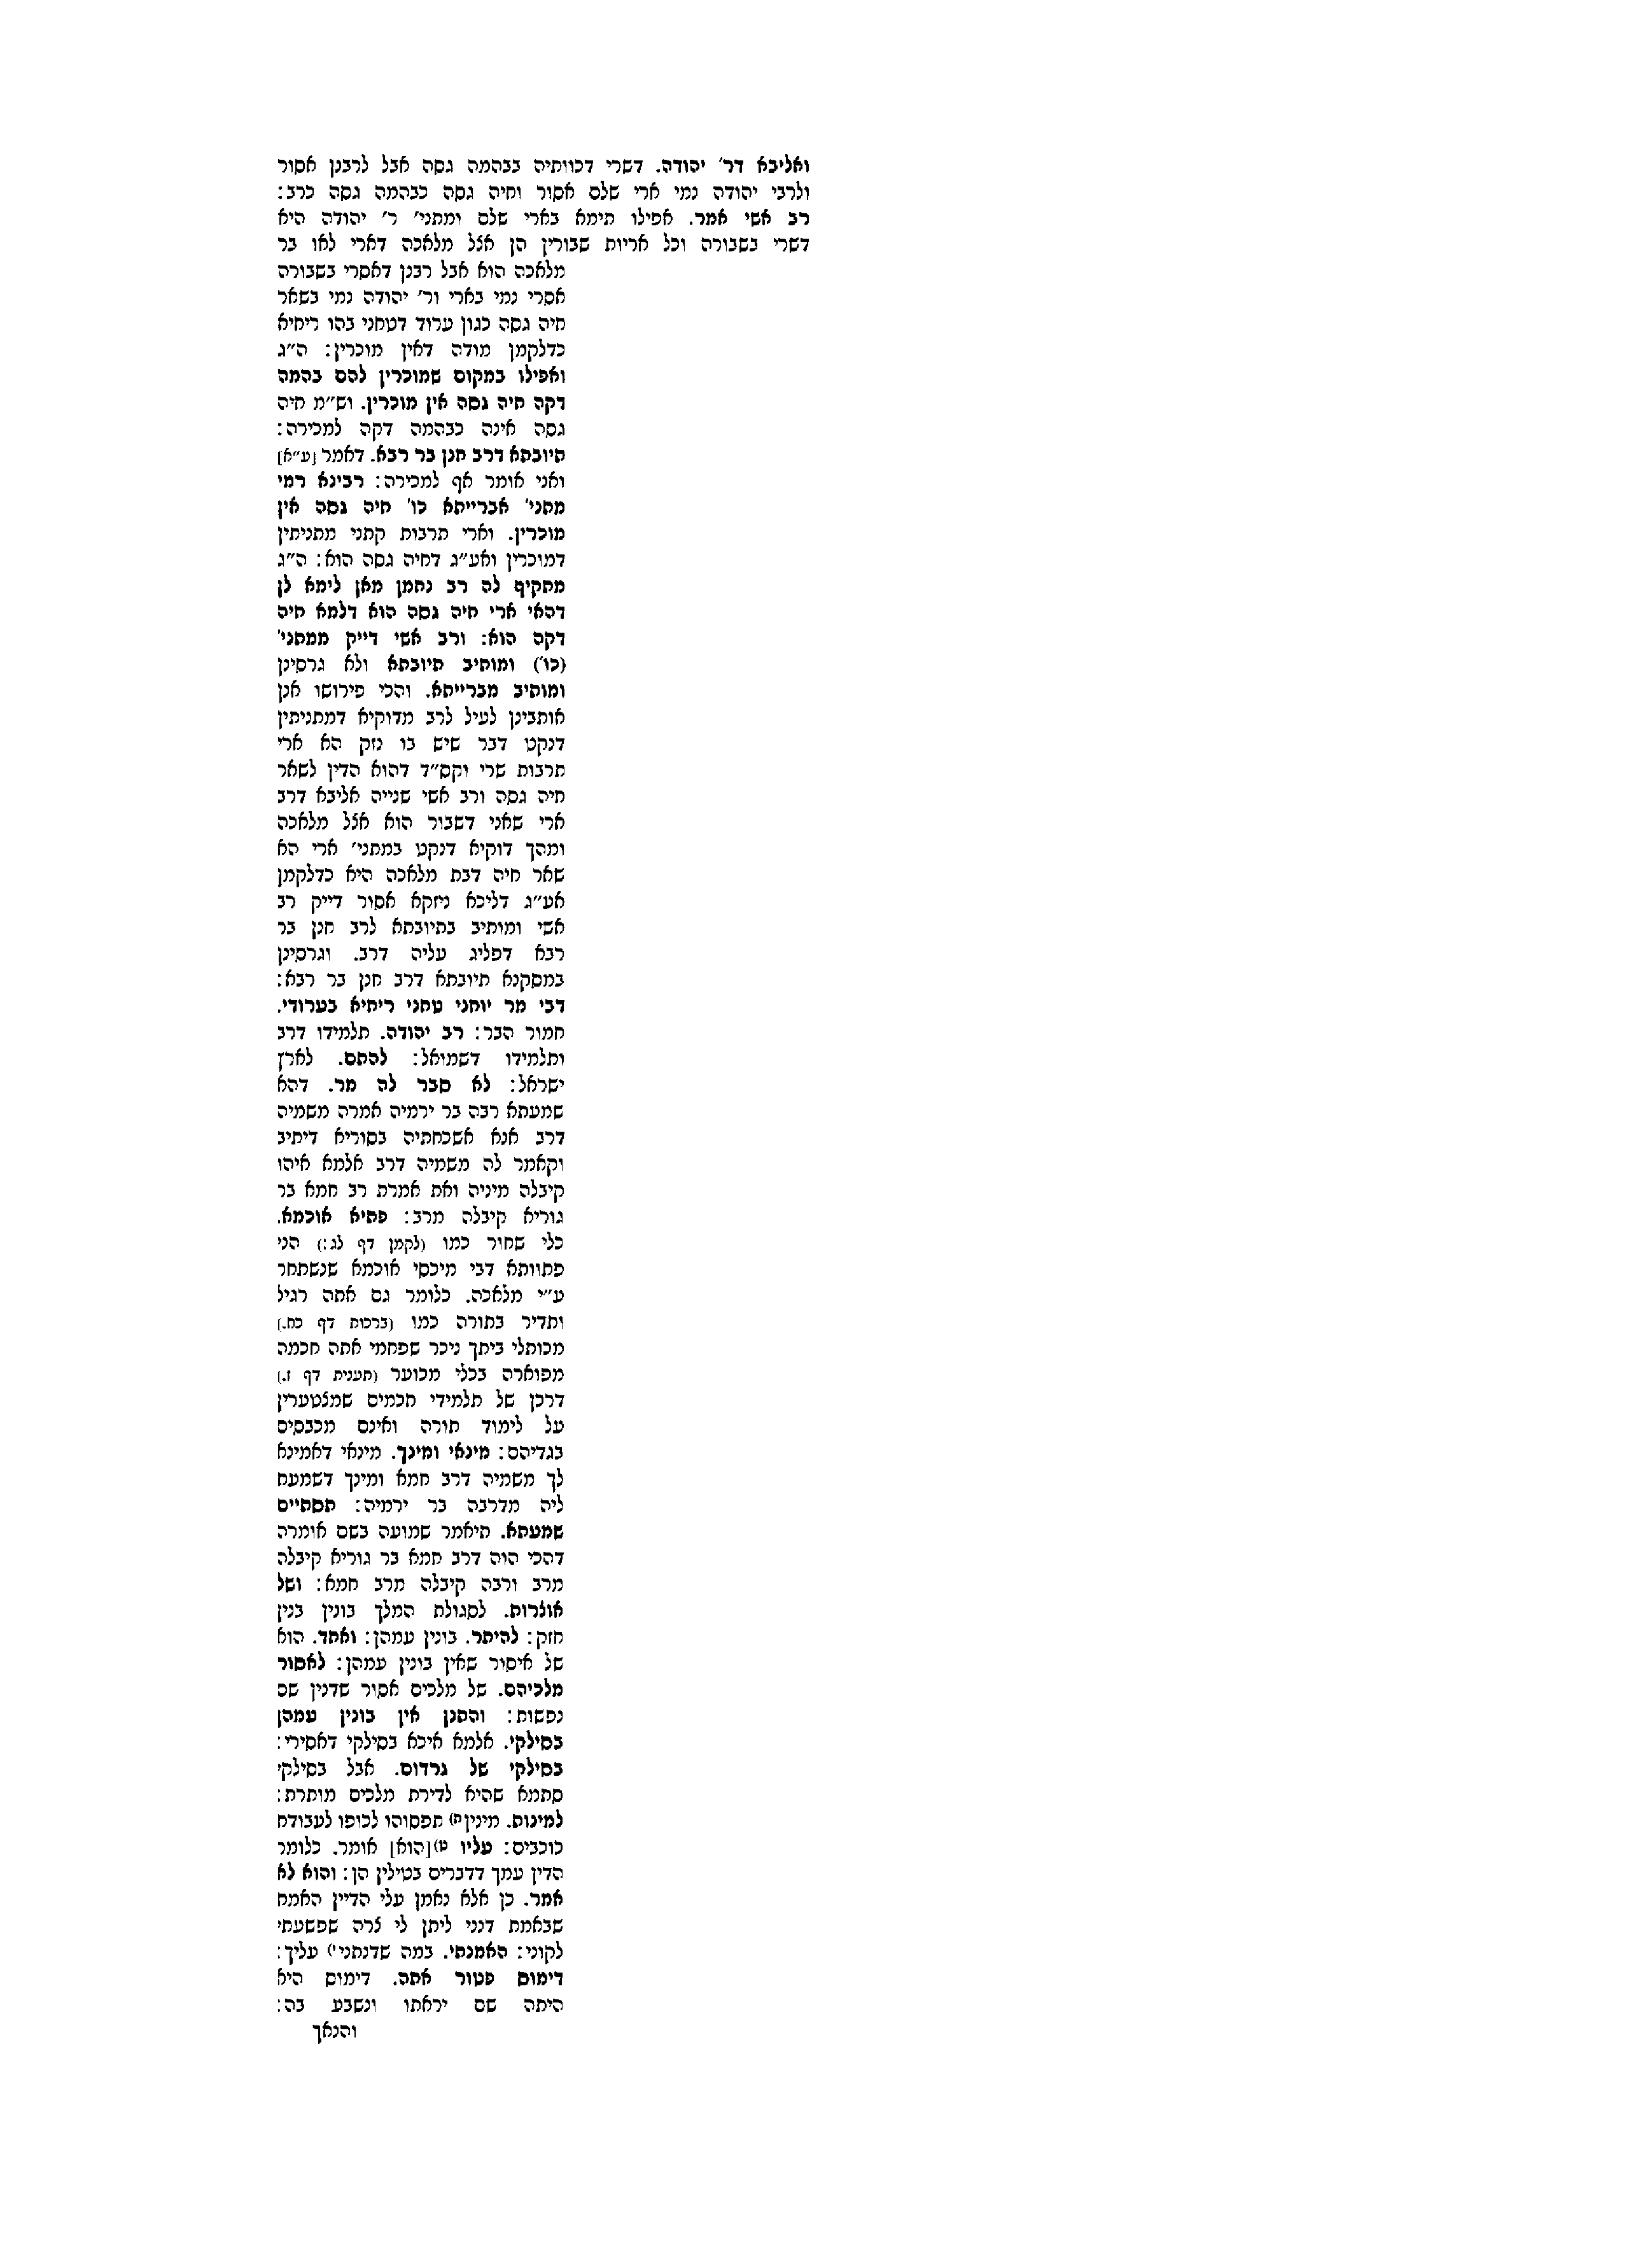 ואליבא דר׳ יהודה. דשרי דכוותיה בבהמה גסה אבל לרבנן אסור
ולרבי יהודה נמי ארי שלם אסור וחיה גסה כבהמה גסה כרב:
רב אשי אמר. אפילו תימא בארי שלם ומתני׳ ר׳ יהודה היא
דשרי בשבורה וכל אריות שבורין הן אצל מלאכה דארי לאו בר
מלאכה הוא אבל רבנן דאסרי בשבורה
אסרי נמי בארי ור׳ יהודה נמי בשאר
חיה גסה כגון ערוד דטחני בהו ריחיא
כדלקמן מודה דאין מוכרין: ה״ג
ואפילו במקום שמוכרין להם בהמה
דקה חיה גסה אין מוכרין. וש״מ חיה
גסה אינה כבהמה דקה למכירה:
תיובתא דרב חנן בר רבא. דאמר [ע״א]
ואני אומר אף למכירה: רבינא רמי
מתני׳ אברייתא כו׳ חיה גסה אין
מוכרין. וארי תרבות קתני מתניתין
דמוכרין ואע״ג דחיה גסה הוא: ה״ג
מתקיף לה רב נחמן מאן לימא לן
דהאי ארי חיה גסה הוא דלמא חיה
דקה הוא: ורב אשי דייק ממתני׳
(כו׳) ומותיב תיובתא ולא גרסינן
ומותיב מברייתא. והכי פירושו אנן
אותבינן לעיל לרב מדוקיא דמתניתין
דנקט דבר שיש בו נזק הא ארי
תרבות שרי וקס״ד דהוא הדין לשאר
חיה גסה ורב אשי שנייה אליבא דרב
ארי שאני דשבור הוא אצל מלאכה
ומהך דוקיא דנקט במתני׳ ארי הא
שאר חיה דבת מלאכה היא כדלקמן
אע״ג דליכא ניזקא אסור דייק רב
אשי ומותיב בתיובתא לרב חנן בר
רבא דפליג עליה דרב. וגרסינן
במסקנא תיובתא דרב חנן בר רבא:
דבי מר יוחני טחני ריחיא בערודי.
חמור הבר: רב יהודה. תלמידו דרב
ותלמידו דשמואל: להתם. לארץ
ישראל: לא סבר לה מר. דהא
שמעתא רבה בר ירמיה אמרה משמיה
דרב אנא אשכחתיה בסוריא דיתיב
וקאמר לה משמיה דרב אלמא איהו
קיבלה מיניה ואת אמרת רב חמא בר
גוריא קיבלה מרב: פתיא אוכמא.
כלי שחור כמו (לקמן דף לג:) הני
פתוותא דבי מיכסי אוכמא שנשתחר
ע״י מלאכה. כלומר גם אתה רגיל
ותדיר בתורה כמו (ברכות דף כח.)
מכותלי ביתך ניכר שפחמי אתה חכמה
מפוארה בכלי מכוער (תענית דף ז.)
דרכן של תלמידי חכמים שמצטערין
על לימוד תורה ואינם מכבסים
בגדיהם: מינאי ומינך. מינאי דאמינא
לך משמיה דרב חמא ומינך דשמעת
ליה מדרבה בר ירמיה: תסתיים
שמעתא. תיאמר שמועה בשם אומרה
דהכי הוה דרב חמא בר גוריא קיבלה
מרב ורבה קיבלה מרב חמא: ושל
אוצרות. לסגולת המלך בונין בנין
חזק: להיתר. בונין עמהן: ואחד. הוא
של איסור שאין בונין עמהן: לאסור
מלכיהם. של מלכים אסור שדנין שם
נפשות: והתנן אין בונין עמהן
בסילקי. אלמא איכא בסילקי דאסירי:
בסילקי של גרדום. אבל בסילקי
סתמא שהיא לדירת מלכים מותרת:
למינות. מינין ח) תפסוהו לכופו לעבודת
כוכבים: עליו ט) [הוא] אומר. כלומר
הדין עמך דדברים בטילין הן: והוא לא
אמר. כן אלא נאמן עלי הדיין האמת
שבאמת דנני ליתן לי צרה שפשעתי
לקוני: האמנתי. במה שדנתני י) עליך:
דימוס פטור אתה. דימוס היא
היתה שם יראתו ונשבע בה:
והנאך